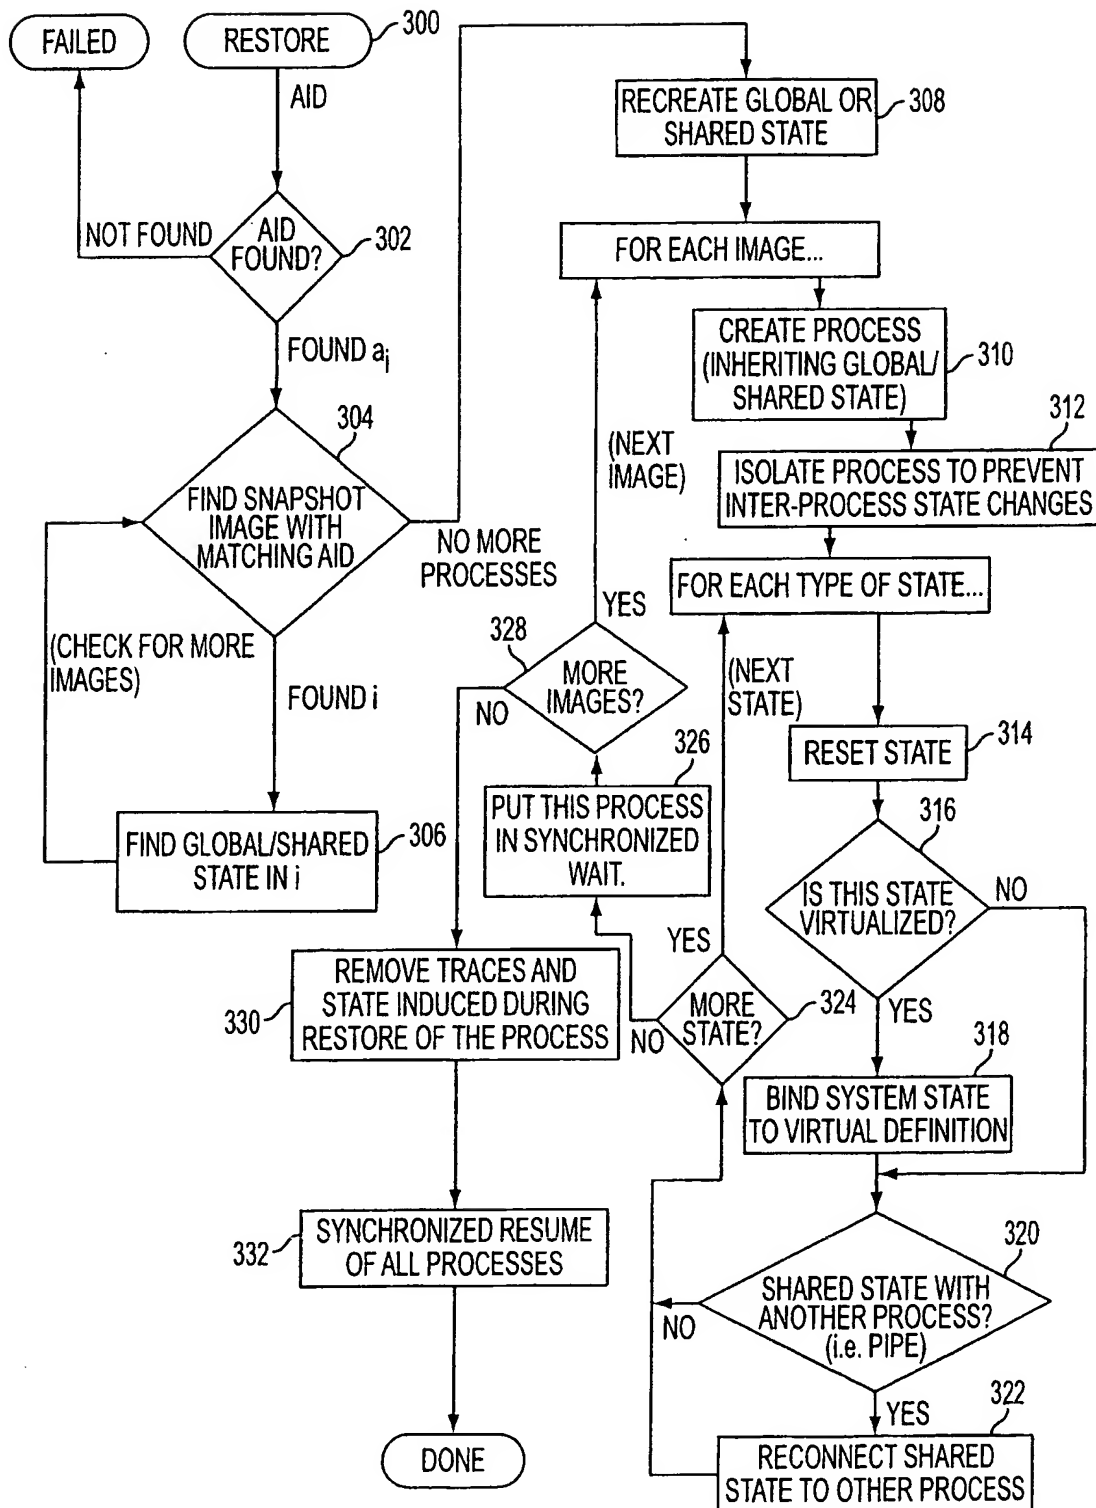 FAILED
RESTORE
300
AID
AID
FOUND?
302
NOT FOUND
FOUND ai
304
FIND SNAPSHOT
IMAGE WITH
MATCHING AID
NO MORE
PROCESSES
(CHECK FOR MORE
IMAGES)
FOUND i
FIND GLOBAL/SHARED
STATE IN i
306
RECREATE GLOBAL OR
SHARED STATE
308
FOR EACH IMAGE...
CREATE PROCESS
(INHERITING GLOBAL/
SHARED STATE)
310
312
ISOLATE PROCESS TO PREVENT
INTER-PROCESS STATE CHANGES
FOR EACH TYPE OF STATE...
(NEXT
IMAGE)
YES
328
MORE
IMAGES?
NO
(NEXT
STATE)
RESET STATE
314
326
PUT THIS PROCESS
IN SYNCHRONIZED
WAIT.
316
IS THIS STATE
VIRTUALIZED?
NO
YES
YES
MORE
STATE?
324
NO
318
BIND SYSTEM STATE
TO VIRTUAL DEFINITION
330
REMOVE TRACES AND
STATE INDUCED DURING
RESTORE OF THE PROCESS
320
SHARED STATE WITH
ANOTHER PROCESS?
(i.e. PIPE)
NO
YES
322
RECONNECT SHARED
STATE TO OTHER PROCESS
332
SYNCHRONIZED RESUME
OF ALL PROCESSES
DONE